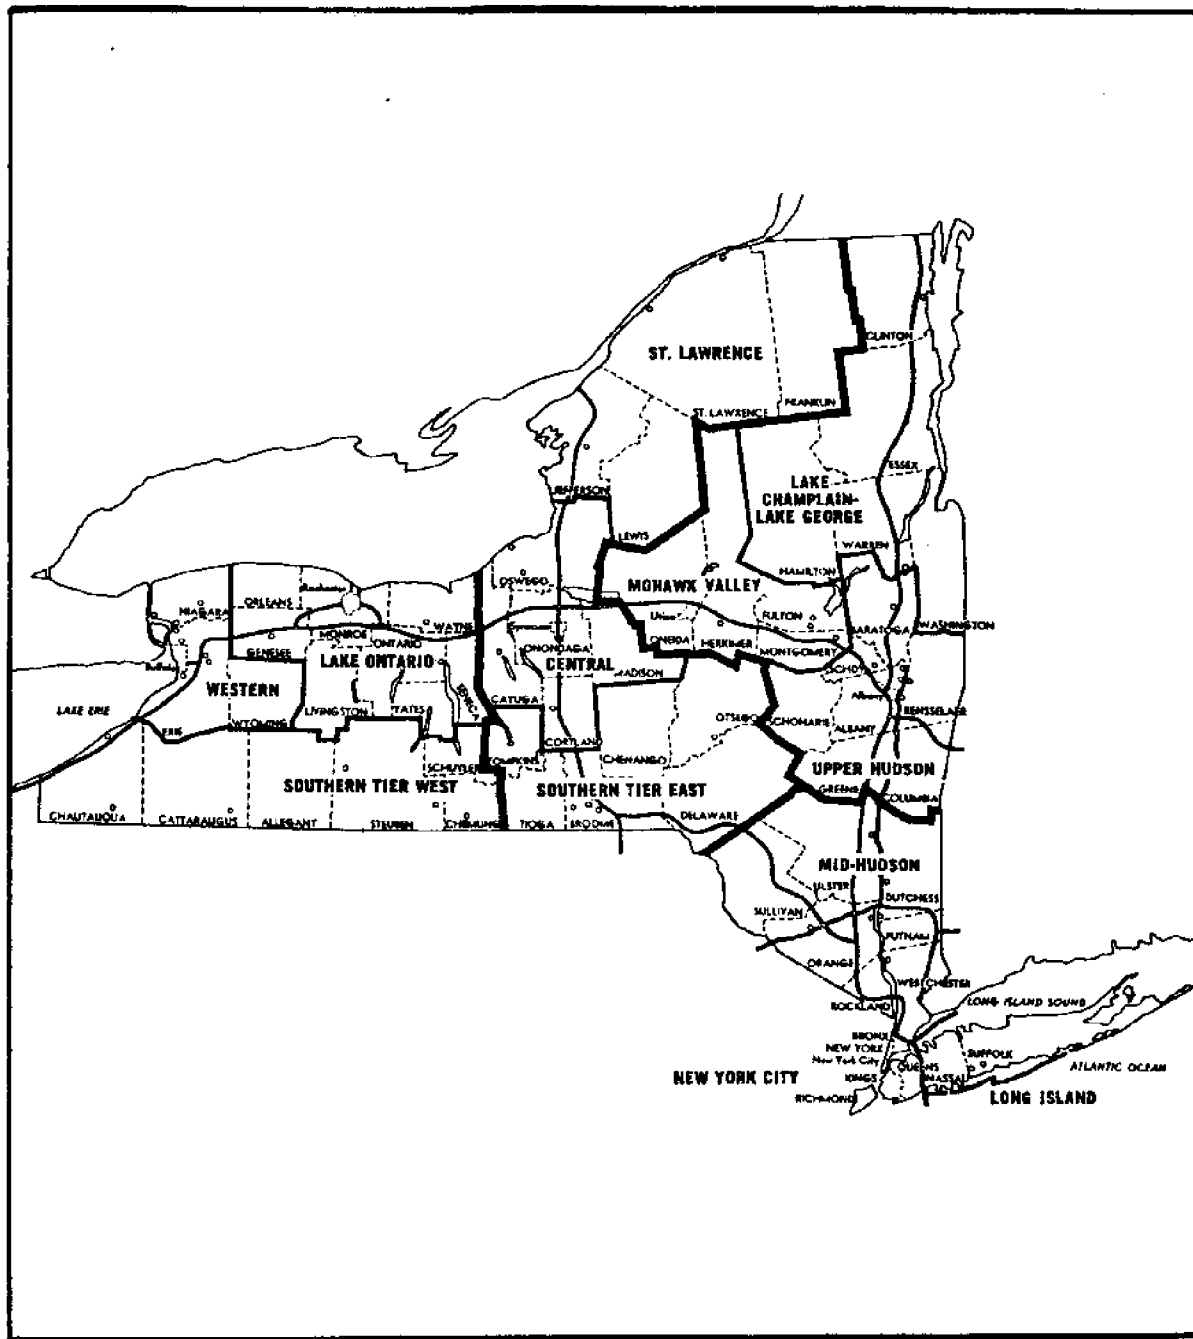 ST. LAWRENCE
CLINTON
FRANKLIN
ST. LAWRENCE
ESSEX
LAKE
CHAMPLAIN-
LAKE GEORGE
JEFFERSON
LEWIS
WARREN
HAMILTON
OSWEGO
MOHAWK VALLEY
Rochester
NIAGARA
ORLEANS
FULTON
Utica
WAYNE
SARATOGA
WASHINGTON
MONROE
ONTARIO
Syracuse
ONEIDA
HERKIMER
MONTGOMERY
GENESEE
ONONDAGA
LAKE ONTARIO
CENTRAL
Buffalo
SCHDY
MADISON
WESTERN
SENECA
CAYUGA
Albany
LAKE ERIE
LIVINGSTON
YATES
RENSSELAER
OTSEGO
SCHOHARIE
ERIE
WYOMING
ALBANY
CORTLAND
CHENANGO
TOMPKINS
SCHUYLER
UPPER HUDSON
SOUTHERN TIER WEST
SOUTHERN TIER EAST
GREENE
COLUMBIA
CHAUTAUQUA
CATTARAUGUS
ALLEGANY
STEUBEN
CHEMUNG
TIOGA
BROOME
DELAWARE
MID-HUDSON
ULSTER
DUTCHESS
SULLIVAN
PUTNAM
ORANGE
WESTCHESTER
ROCKLAND
LONG ISLAND SOUND
BRONX
NEW YORK
New York City
SUFFOLK
QUEENS
ATLANTIC OCEAN
NEW YORK CITY
KINGS
NASSAU
RICHMOND
LONG ISLAND